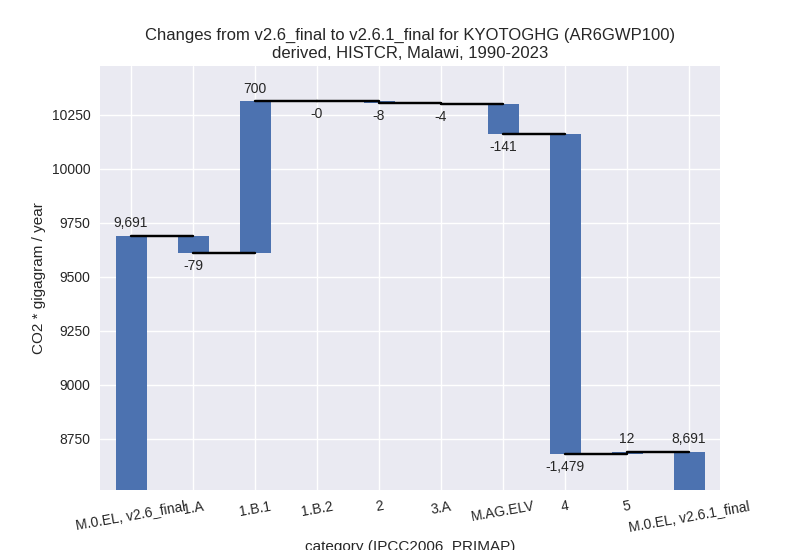 Changes from v2.6_final to v2.6.1_final for KYOTOGHG (AR6GWP100)
derived, HISTCR, Malawi, 1990-2023
CO2 * gigagram / year
10250
10000
9750
9500
9250
9000
8750
9,691
-79
700
-0
-8
-4
-141
-1,479
12
8,691
M.0.EL, v2.6_final
1.A
1.B.1
1.B.2
2
3.A
M.AG.ELV
4
5
M.0.EL, v2.6.1_final
category (IPCC2006_PRIMAP)